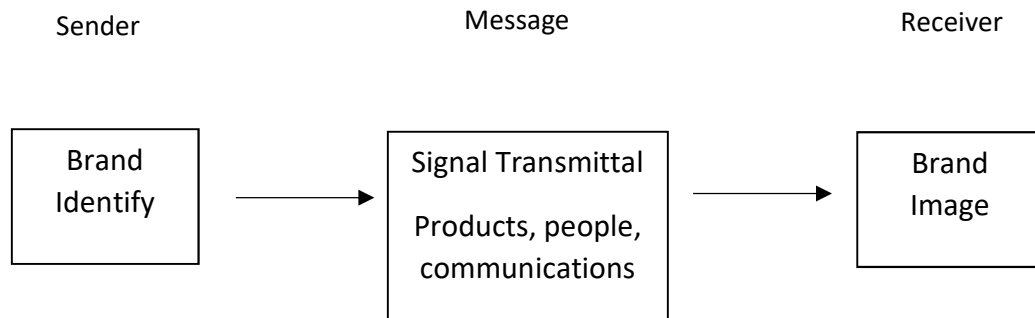 Sender
Message
Receiver
Brand
Identify
Signal Transmittal
Products, people,
communications
Brand
Image